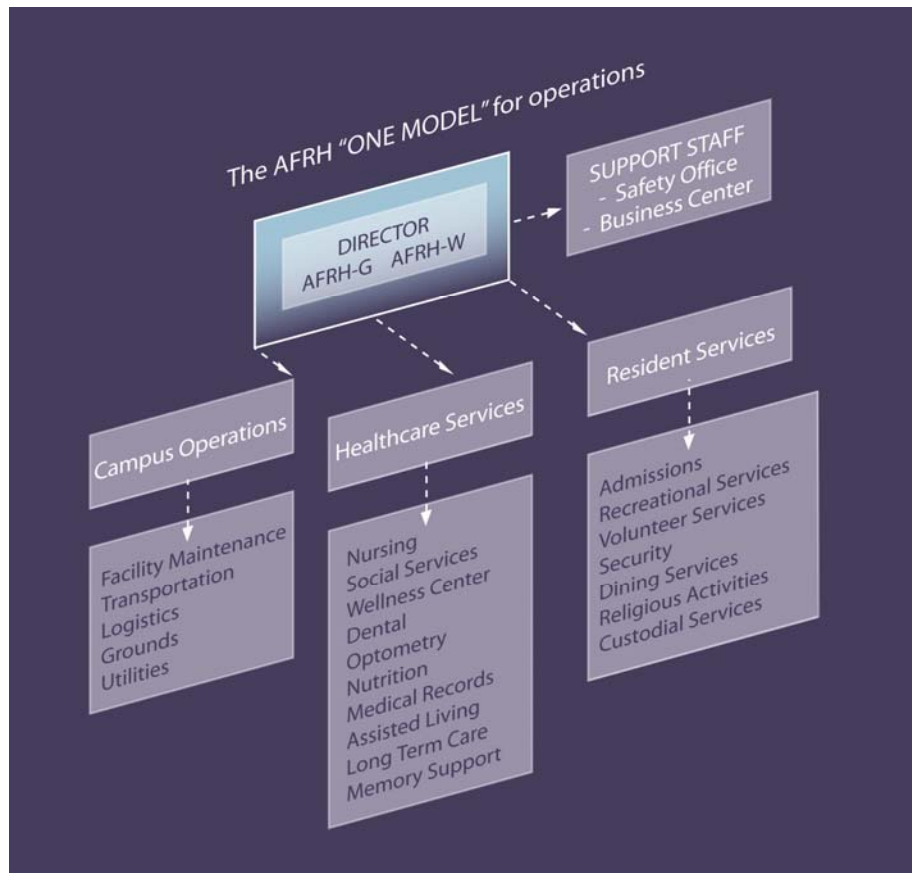 The AFRH “ONE MODEL” for operations
DIRECTOR
AFRH-G AFRH-W
SUPPORT STAFF
- Safety Office
- Business Center
Campus Operations
Facility Maintenance
Transportation
Logistics
Grounds
Utilities
Healthcare Services
Nursing
Social Services
Wellness Center
Dental
Optometry
Nutrition
Medical Records
Assisted Living
Long Term Care
Memory Support
Resident Services
Admissions
Recreational Services
Volunteer Services
Security
Dining Services
Religious Activities
Custodial Services